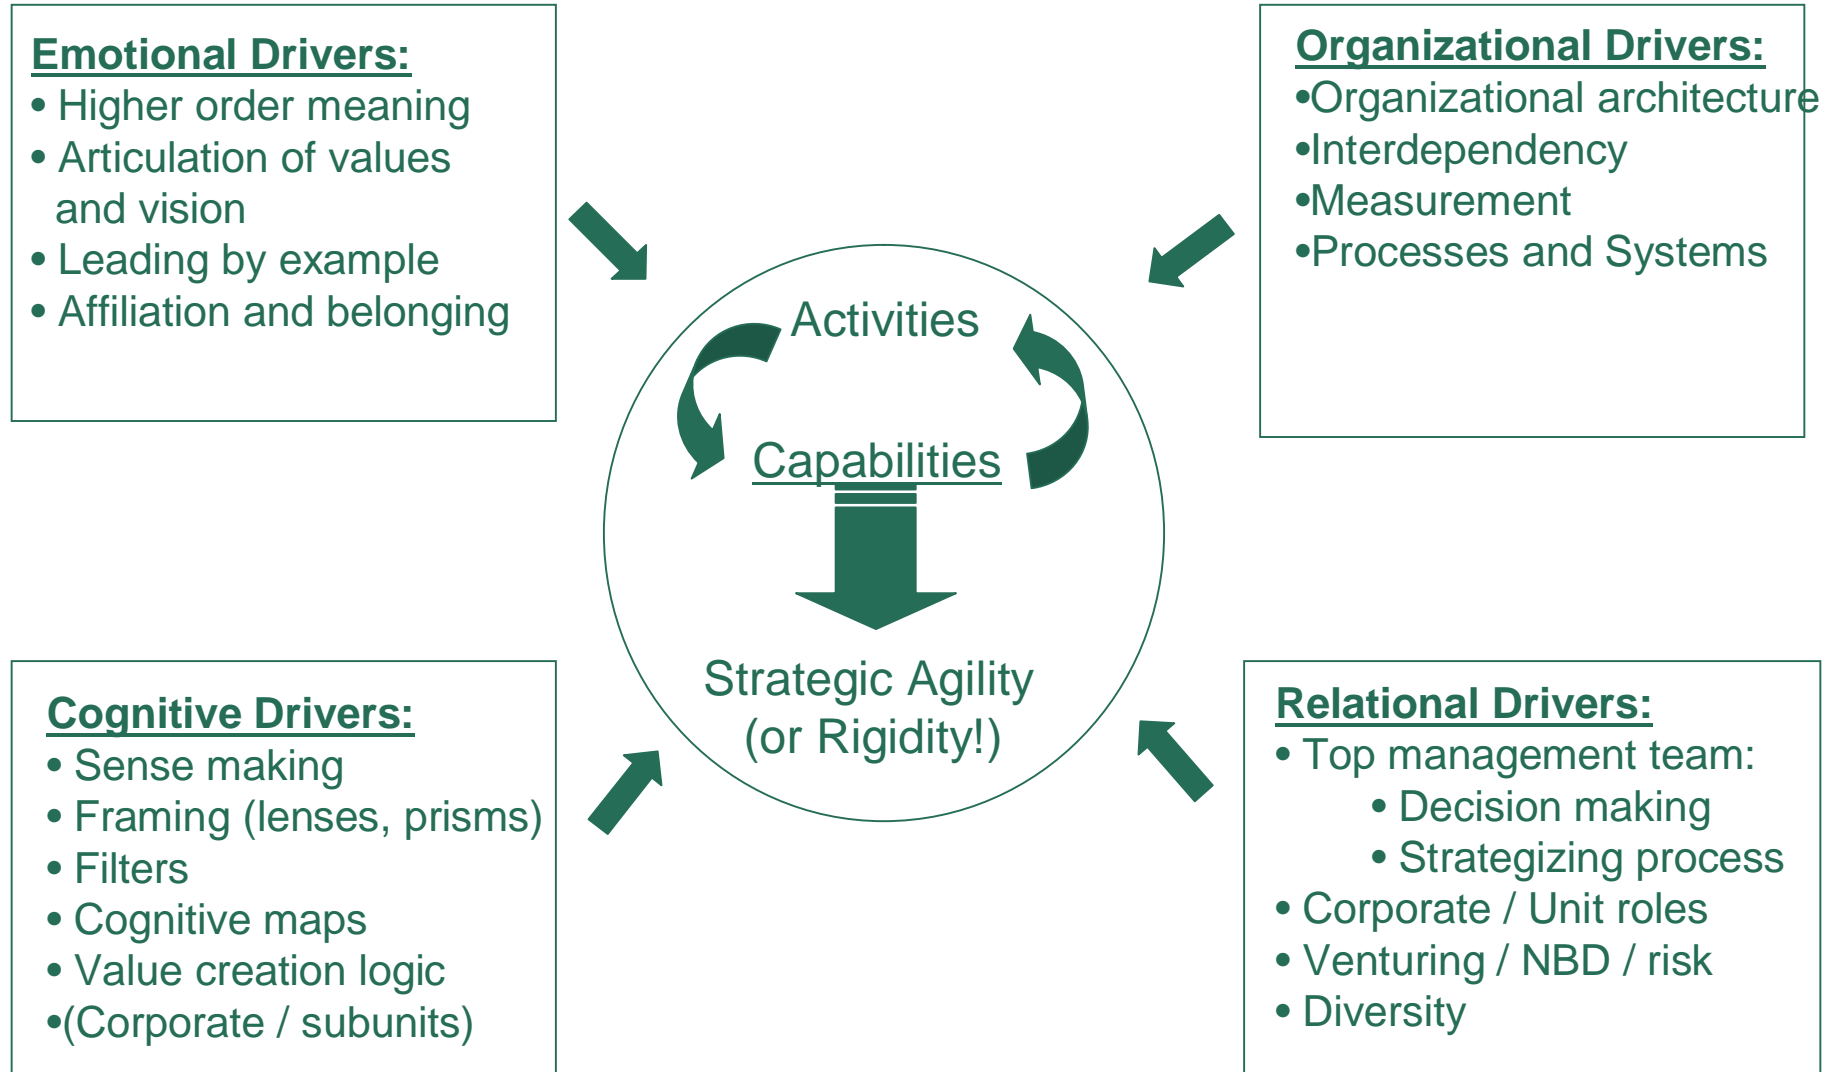 Emotional Drivers:
• Higher order meaning
• Articulation of values
and vision
• Leading by example
• Affiliation and belonging
Organizational Drivers:
•Organizational architecture
•Interdependency
•Measurement
•Processes and Systems
Activities
Capabilities
Strategic Agility
(or Rigidity!)
Cognitive Drivers:
• Sense making
• Framing (lenses, prisms)
• Filters
• Cognitive maps
• Value creation logic
•(Corporate / subunits)
Relational Drivers:
• Top management team:
• Decision making
• Strategizing process
• Corporate / Unit roles
• Venturing / NBD / risk
• Diversity